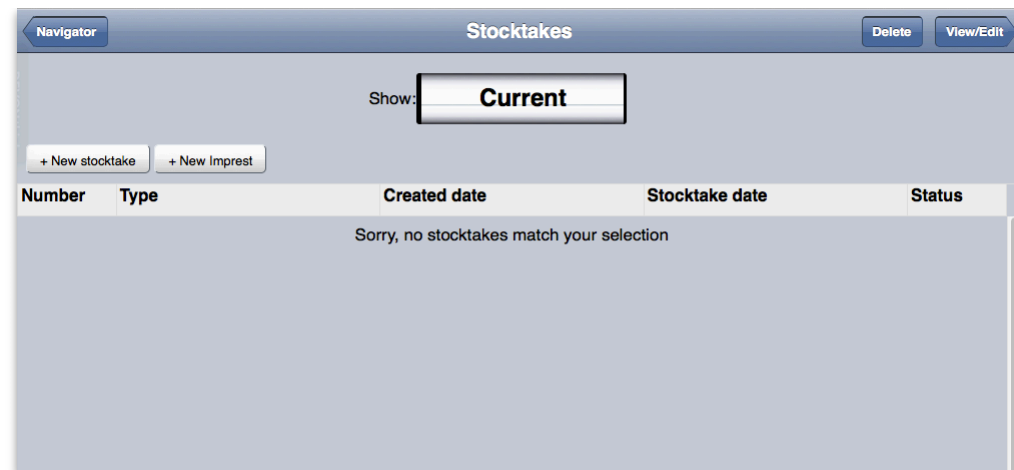 Navigator Stocktakes Delete View/Edit
Show: Current
+ New stocktake + New Imprest
Number Type Created date Stocktake date Status
Sorry, no stocktakes match your selection